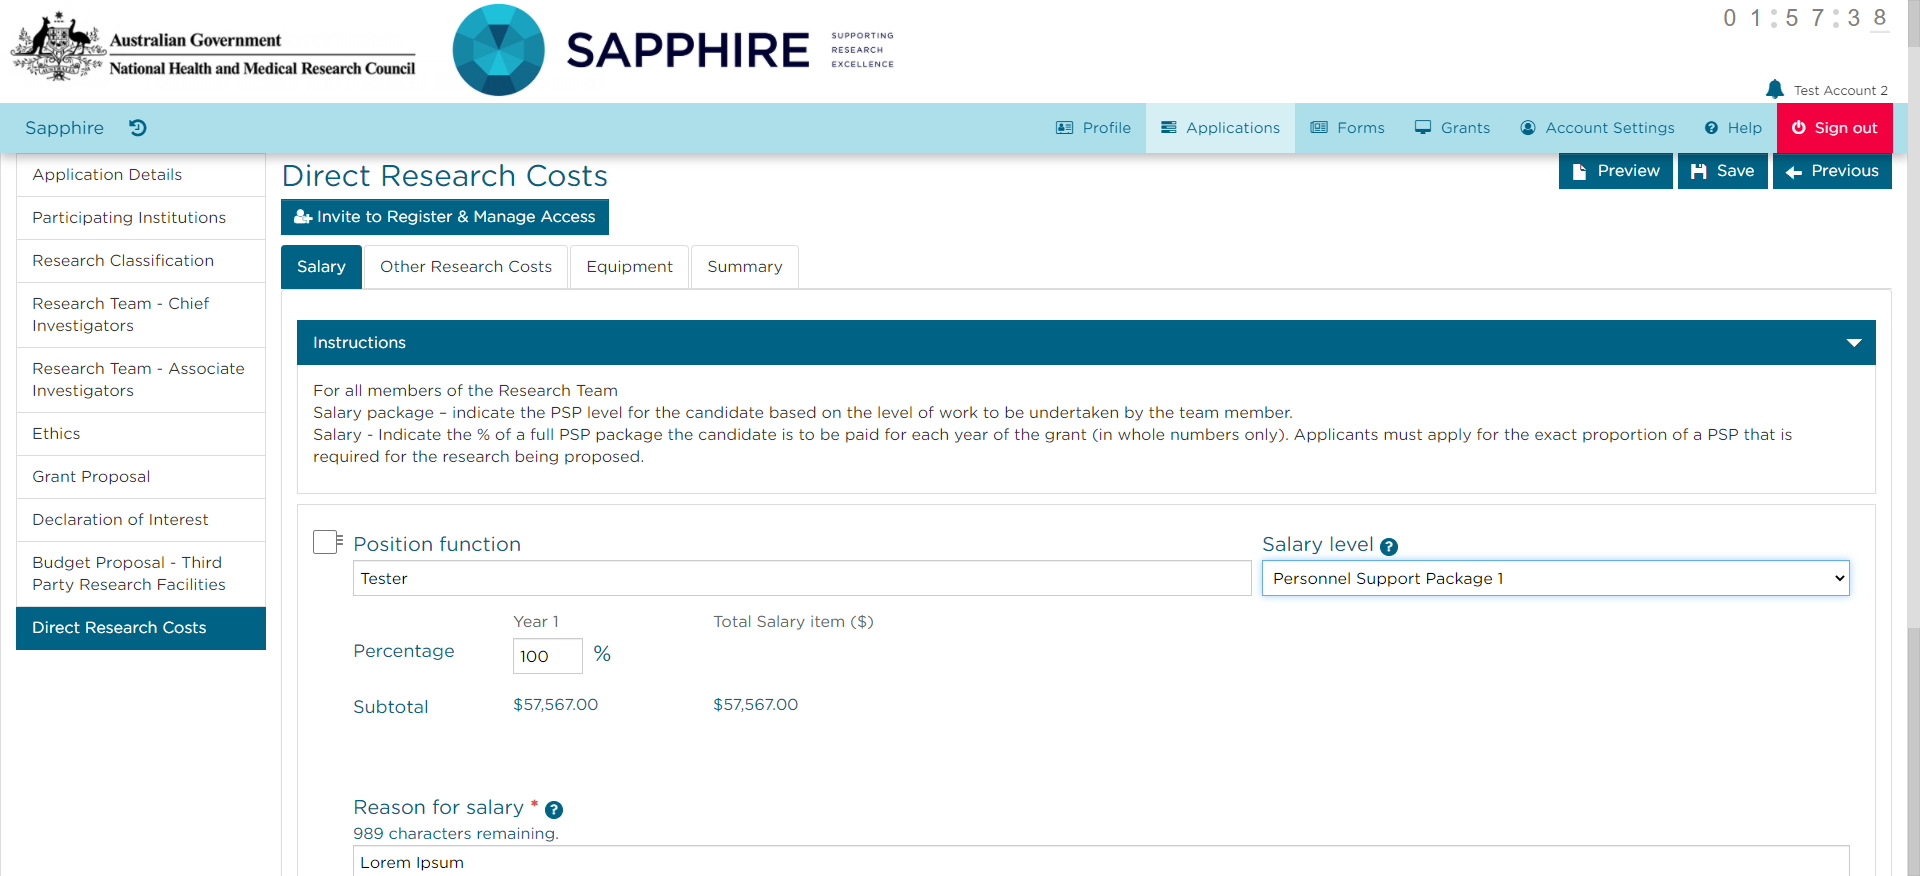 Australian Government
National Health and Medical Research Council
SAPPHIRE
SUPPORTING
RESEARCH
EXCELLENCE
01:57:38
Test Account 2
Sapphire
Profile
Applications
Forms
Grants
Account Settings
Help
Sign out
Application Details
Participating Institutions
Research Classification
Research Team - Chief
Investigators
Research Team - Associate
Investigators
Ethics
Grant Proposal
Declaration of Interest
Budget Proposal - Third
Party Research Facilities
Direct Research Costs
Direct Research Costs
Preview
Save
Previous
Invite to Register & Manage Access
Salary
Other Research Costs
Equipment
Summary
Instructions
For all members of the Research Team
Salary package – indicate the PSP level for the candidate based on the level of work to be undertaken by the team member.
Salary - Indicate the % of a full PSP package the candidate is to be paid for each year of the grant (in whole numbers only). Applicants must apply for the exact proportion of a PSP that is
required for the research being proposed.
Position function
Salary level ?
Tester
Personnel Support Package 1
Year 1
Total Salary item ($)
Percentage
100 %
Subtotal
$57,567.00
$57,567.00
Reason for salary * ?
989 characters remaining.
Lorem Ipsum